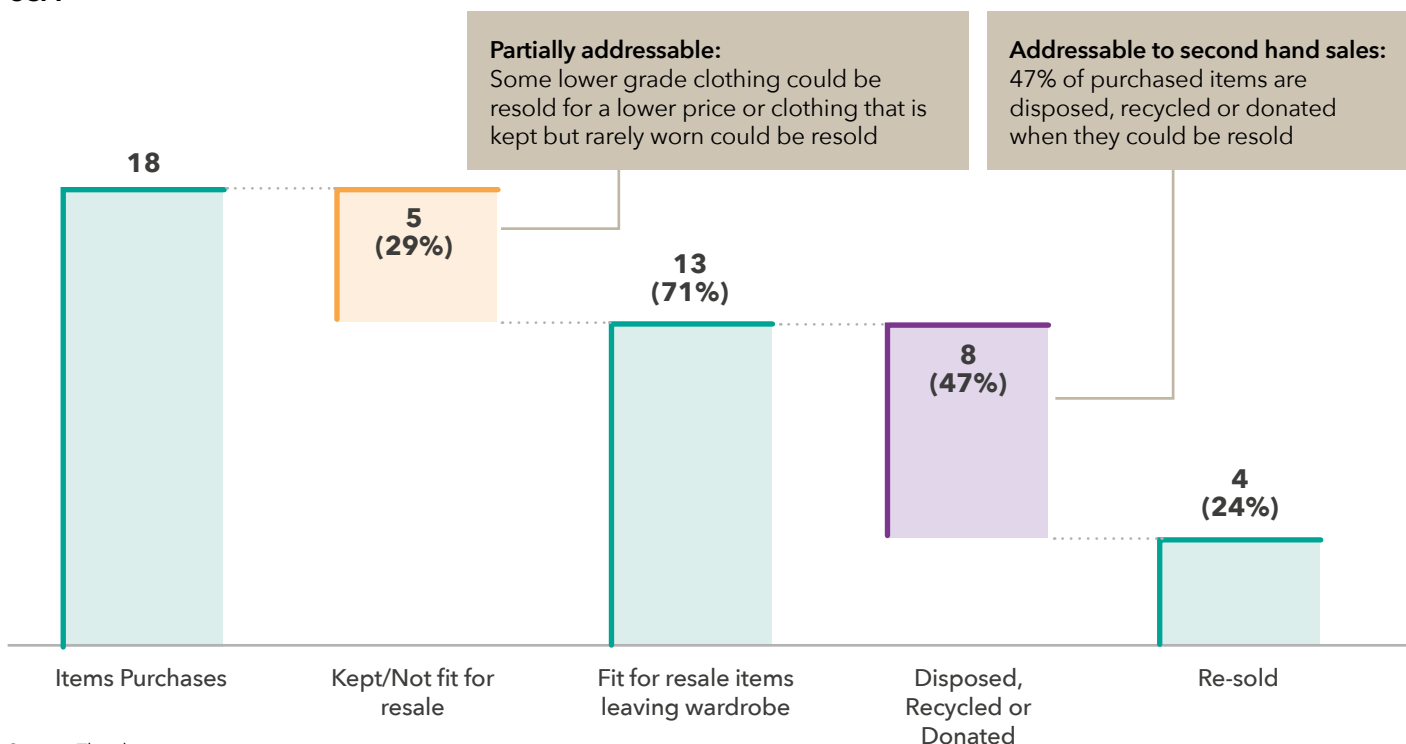 Partially addressable:
Some lower grade clothing could be
resold for a lower price or clothing that is
kept but rarely worn could be resold
Addressable to second hand sales:
47% of purchased items are
disposed, recycled or donated
when they could be resold
18
5
(29%)
13
(71%)
8
(47%)
4
(24%)
Items Purchases
Kept/Not fit for
resale
Fit for resale items
leaving wardrobe
Disposed,
Recycled or
Donated
Re-sold